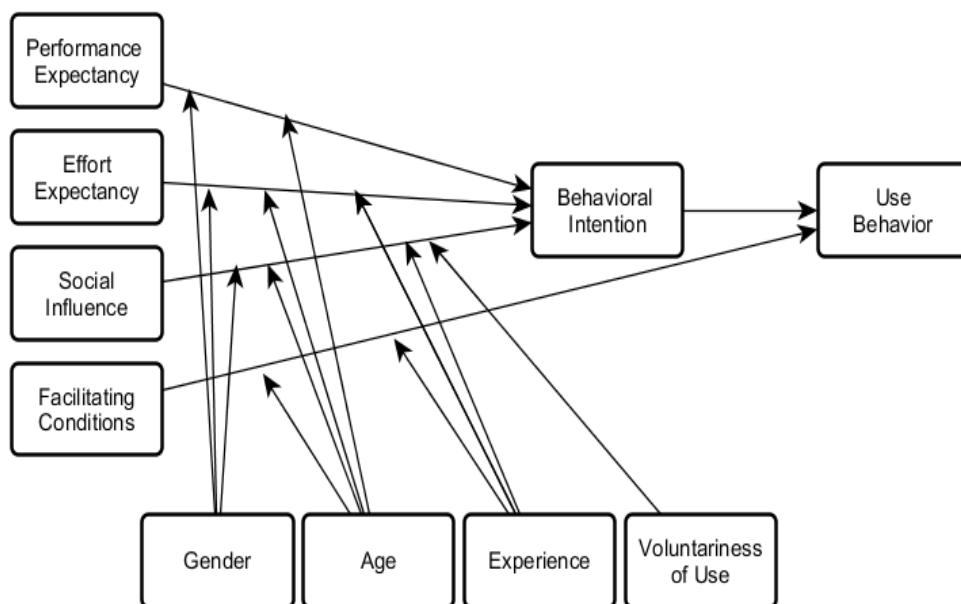 Performance
Expectancy
Effort
Expectancy
Social
Influence
Facilitating
Conditions
Behavioral
Intention
Use
Behavior
Gender
Age
Experience
Voluntariness
of Use